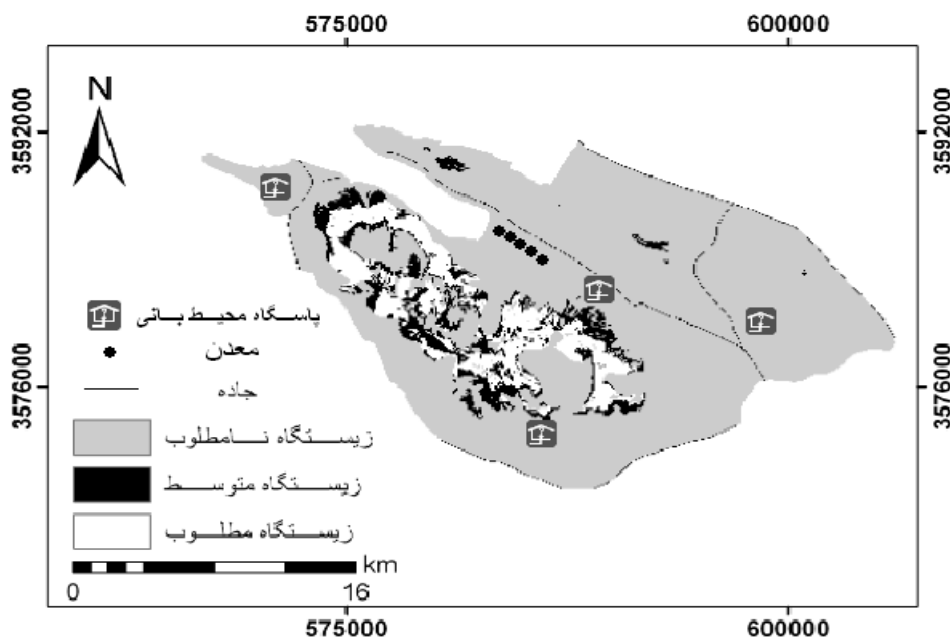 575000 600000
N
3592000 3592000
پاسگاه محیط بانی
معدن
جاده
3576000 3576000
زیستگاه نامطلوب
زیستگاه متوسط
زیستگاه مطلوب
km
0 16
575000 600000